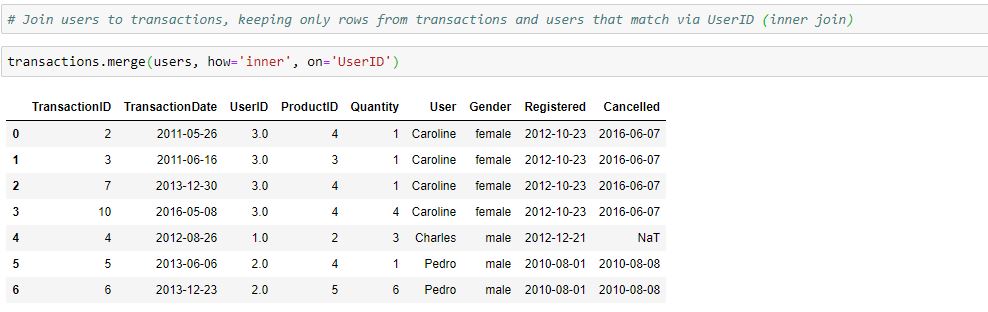 # Join users to transactions, keeping only rows from transactions and users that match via UserID (inner join)
transactions.merge(users, how='inner', on='UserID')
TransactionID TransactionDate UserID ProductID Quantity User Gender Registered Cancelled
0 2 2011-05-26 3.0 4 1 Caroline female 2012-10-23 2016-06-07
1 3 2011-06-16 3.0 3 1 Caroline female 2012-10-23 2016-06-07
2 7 2013-12-30 3.0 4 1 Caroline female 2012-10-23 2016-06-07
3 10 2016-05-08 3.0 4 4 Caroline female 2012-10-23 2016-06-07
4 4 2012-08-26 1.0 2 3 Charles male 2012-12-21 NaT
5 5 2013-06-06 2.0 4 1 Pedro male 2010-08-01 2010-08-08
6 6 2013-12-23 2.0 5 6 Pedro male 2010-08-01 2010-08-08